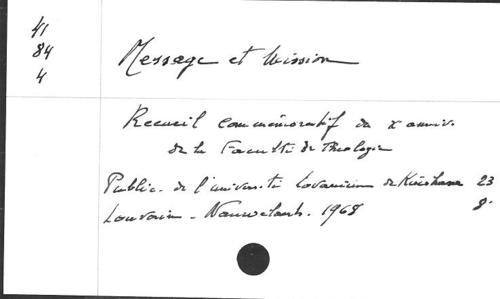 41
84
4
Message et Mission
Recueil commémoratif du X anniv.
de la Faculté de Théologie
Public. de l'université Lovanium de Kinshasa 23
Louvain - Nauwelaerts. 1968 8.